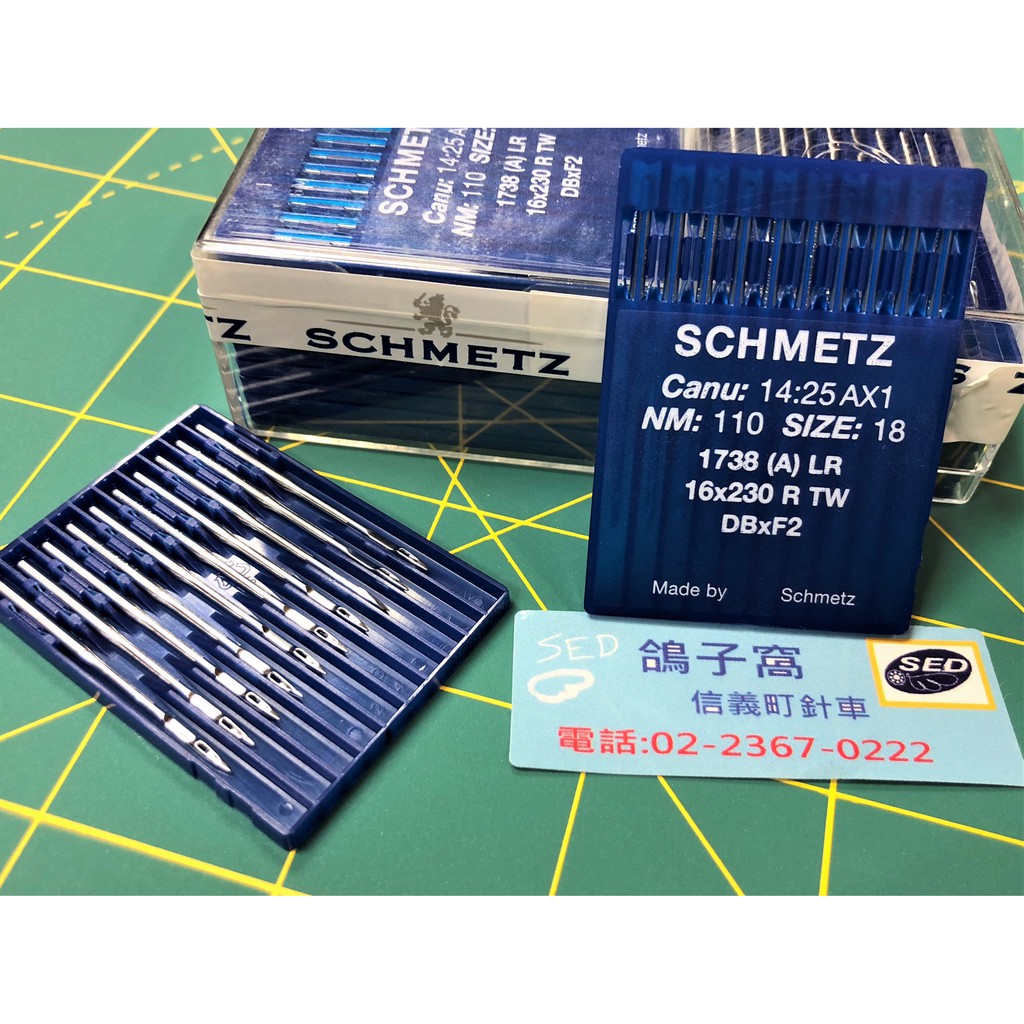 SCHMETZ
Canu: 14:25 AX1
NM: 110 SIZE:
1738 (A) LR
16x230 R TW
DBxF2
SCHMETZ
SCHMETZ
Canu: 14:25 AX1
NM: 110 SIZE: 18
1738 (A) LR
16x230 R TW
DBxF2
Made by Schmetz
SED
鴿子窩
信義町針車
電話:02-2367-0222
SED